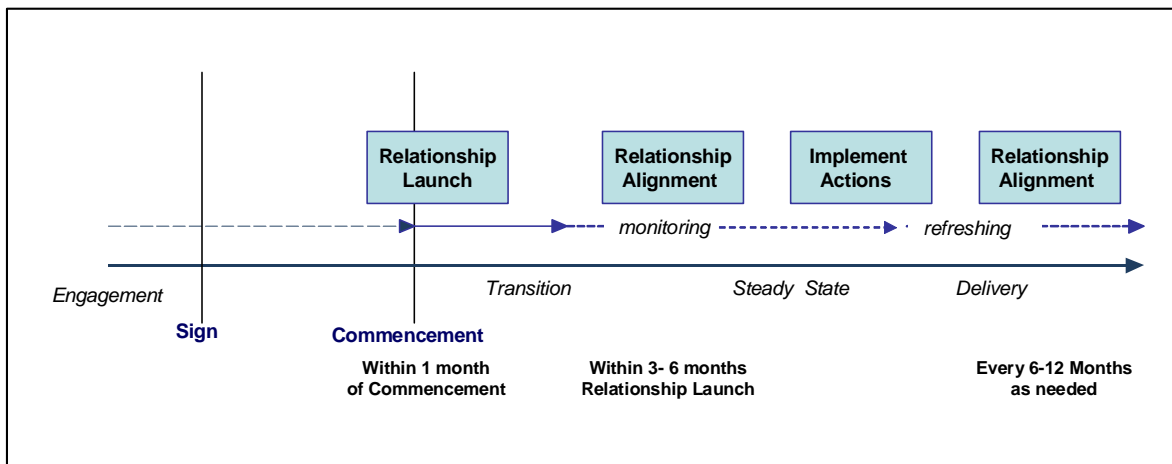 Relationship
Launch
Relationship
Alignment
Implement
Actions
Relationship
Alignment
monitoring
refreshing
Engagement
Transition
Steady State
Delivery
Sign
Commencement
Within 1 month
of Commencement
Within 3- 6 months
Relationship Launch
Every 6-12 Months
as needed